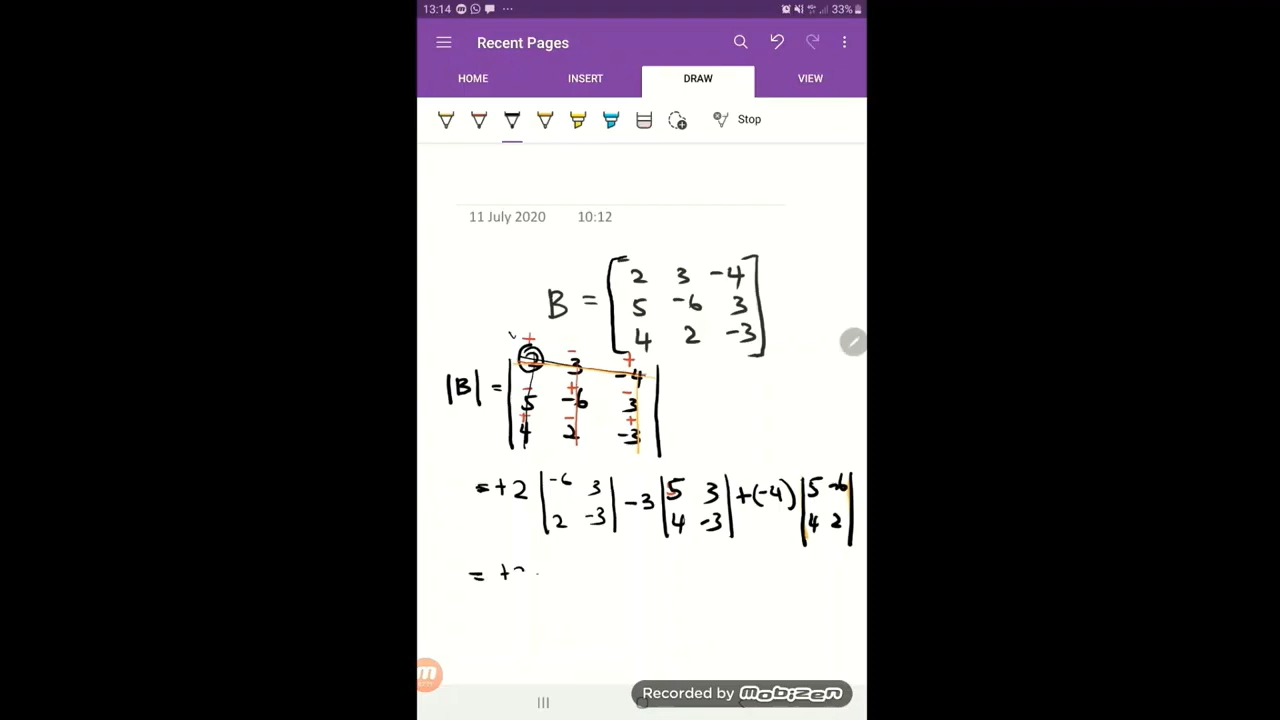 13:14 ... 33%
Recent Pages
HOME INSERT DRAW VIEW
Stop
11 July 2020 10:12
B = [ 2 3 -4
5 -6 3
4 2 -3 ]
+ - +
|B| = | 2 3 -4
- + -
5 -6 3
+ - +
4 2 -3 |
= +2 | -6 3 | - 3 | 5 3 | + (-4) | 5 -6 |
| 2 -3 | | 4 -3 | | 4 2 |
= +2
Recorded by mobizen